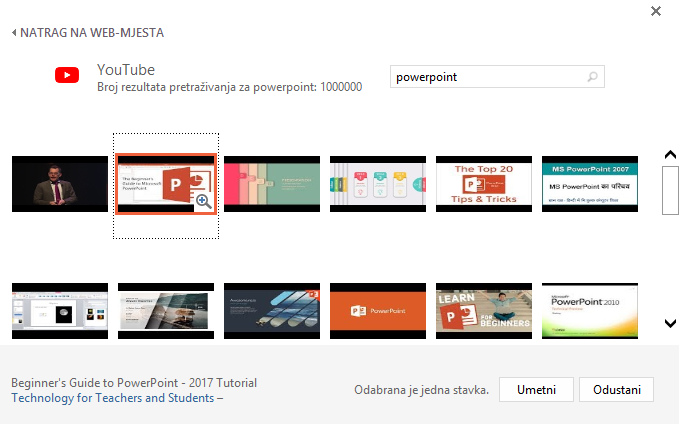 NATRAG NA WEB-MJESTA
YouTube
Broj rezultata pretraživanja za powerpoint: 1000000
powerpoint
The Beginner's
Guide to Microsoft
PowerPoint
The Top 20
Tips & Tricks
MS PowerPoint 2007
MS PowerPoint का परिचय
PowerPoint
LEARN
FOR
BEGINNERS
PowerPoint 2010
Beginner's Guide to PowerPoint - 2017 Tutorial
Technology for Teachers and Students –
Odabrana je jedna stavka.
Umetni
Odustani